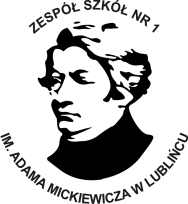 ZESPÓŁ SZKÓŁ NR 1
IM. ADAMA MICKIEWICZA W LUBLIŃCU